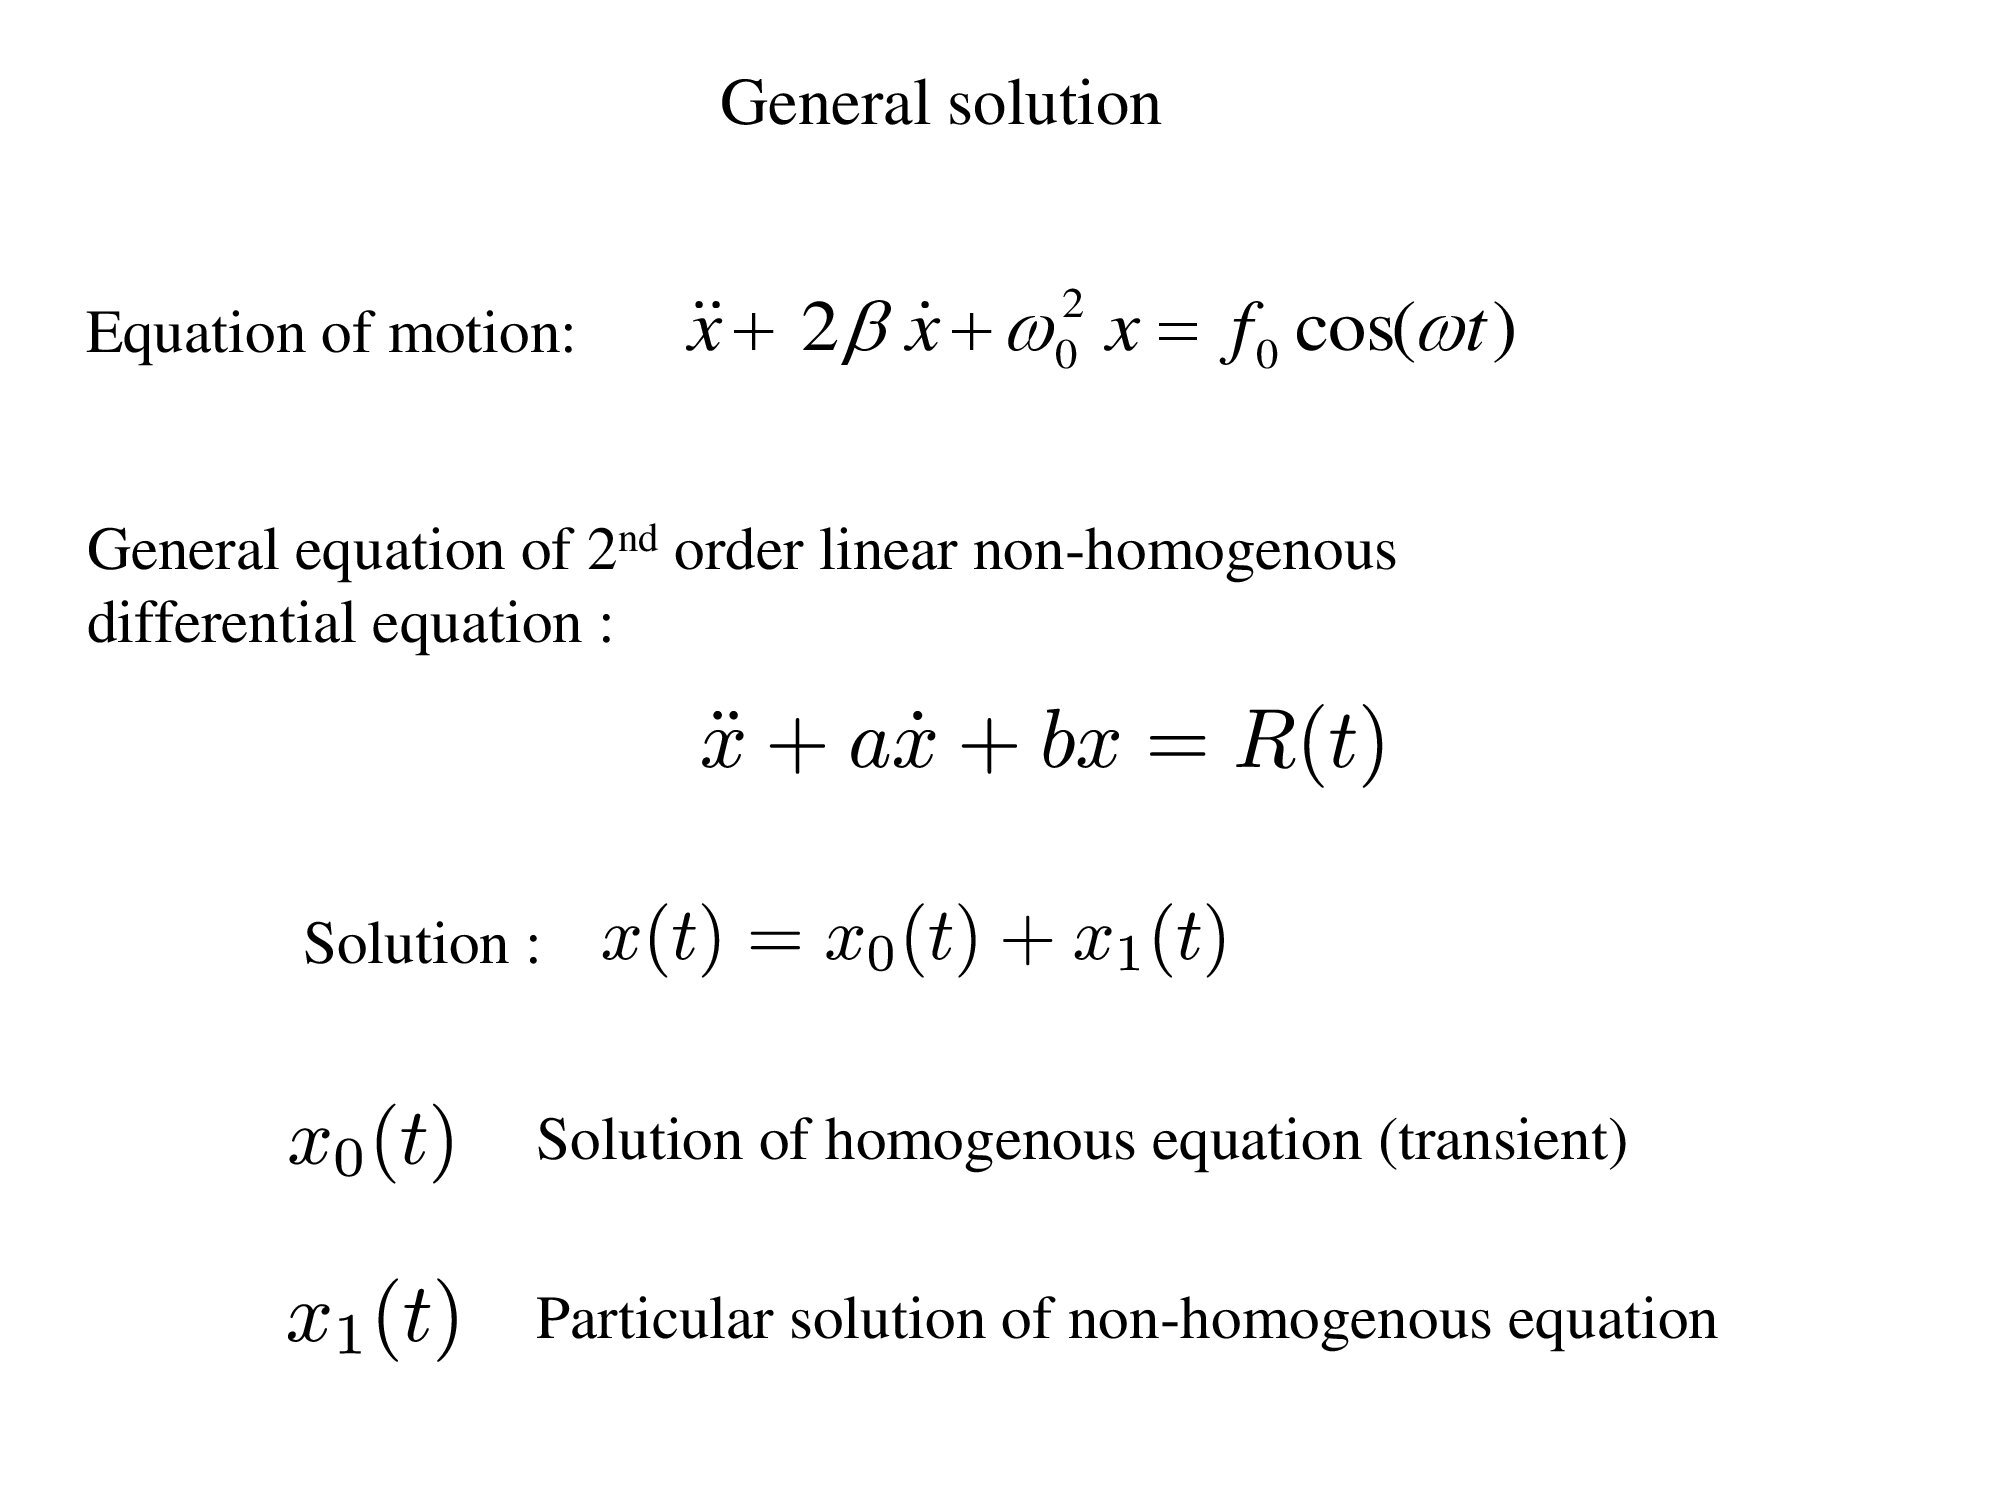 General solution
Equation of motion: ẍ + 2β ẋ + ω₀² x = f₀ cos(ωt)
General equation of 2ⁿᵈ order linear non-homogenous
differential equation :
ẍ + aẋ + bx = R(t)
Solution : x(t) = x₀(t) + x₁(t)
x₀(t) Solution of homogenous equation (transient)
x₁(t) Particular solution of non-homogenous equation